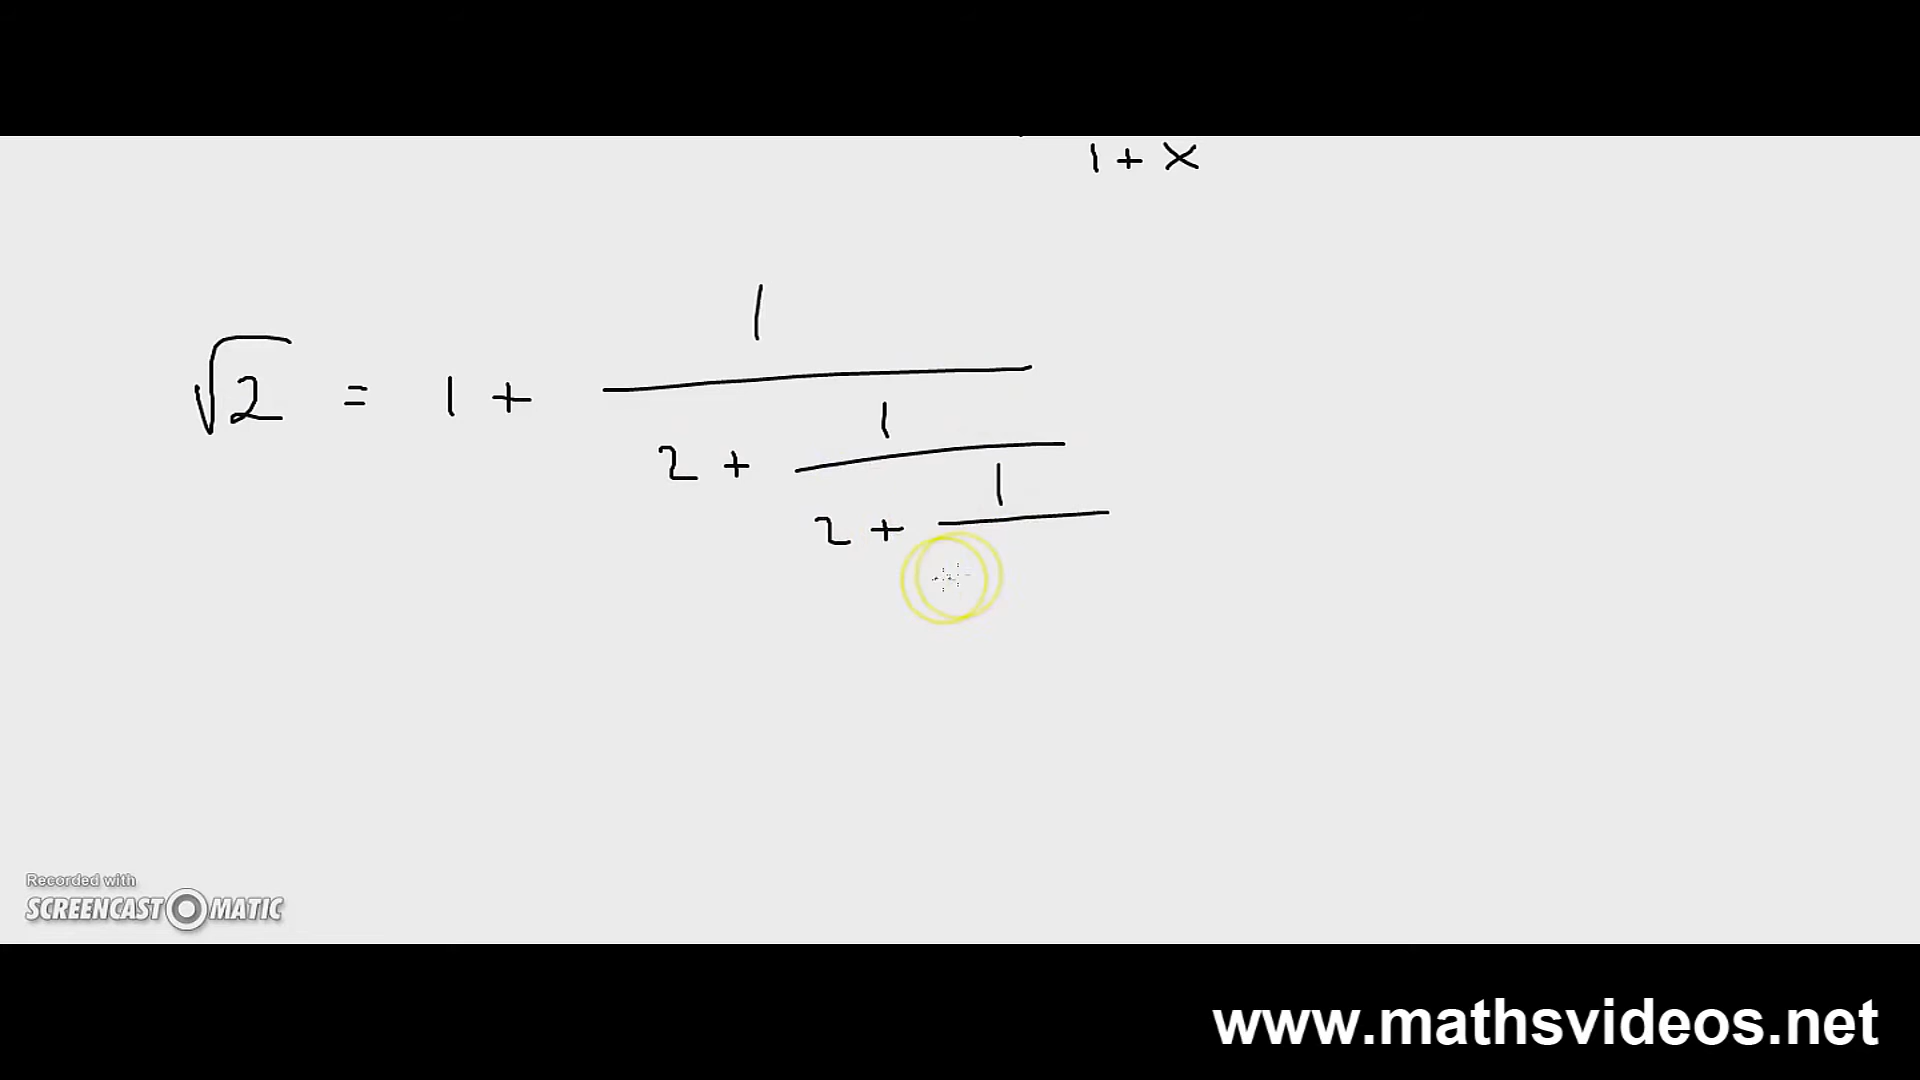 1 + x
1
√2 = 1 +
1
2 +
1
2 +
Recorded with
SCREENCAST MATIC
www.mathsvideos.net